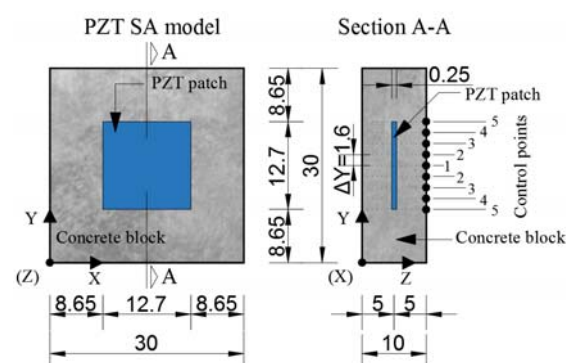 PZT SA model
Section A-A
A
PZT patch
8.65
12.7
8.65
30
Y
Concrete block
(Z)
X
A
8.65
12.7
8.65
30
0.25
PZT patch
ΔY=1.6
5
4
3
2
1
2
3
4
5
Control points
Y
Concrete block
(X)
Z
5
5
10